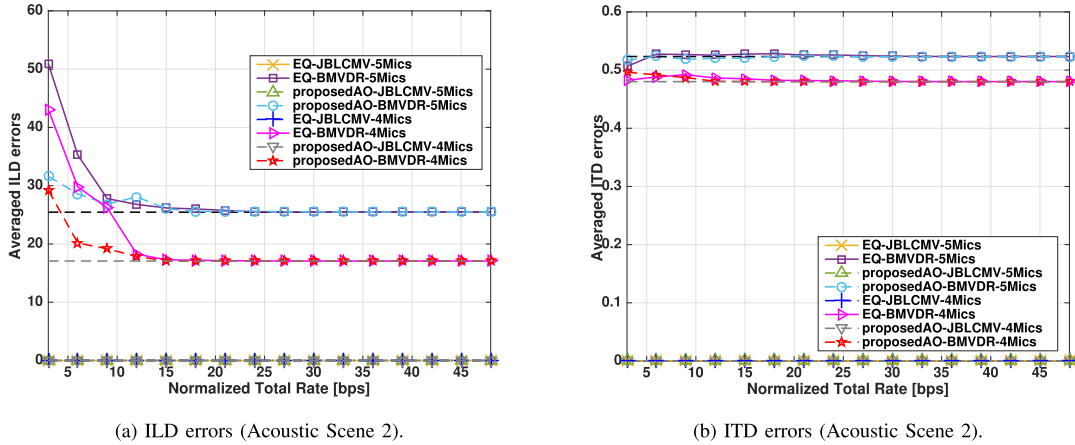 60
50
40
30
20
10
0
5
10
15
20
25
30
35
40
45
Averaged ILD errors
Normalized Total Rate [bps]
EQ-JBLCMV-5Mics
EQ-BMVDR-5Mics
proposedAO-JBLCMV-5Mics
proposedAO-BMVDR-5Mics
EQ-JBLCMV-4Mics
EQ-BMVDR-4Mics
proposedAO-JBLCMV-4Mics
proposedAO-BMVDR-4Mics
(a) ILD errors (Acoustic Scene 2).
0.6
0.5
0.4
0.3
0.2
0.1
0
5
10
15
20
25
30
35
40
45
Averaged ITD errors
Normalized Total Rate [bps]
EQ-JBLCMV-5Mics
EQ-BMVDR-5Mics
proposedAO-JBLCMV-5Mics
proposedAO-BMVDR-5Mics
EQ-JBLCMV-4Mics
EQ-BMVDR-4Mics
proposedAO-JBLCMV-4Mics
proposedAO-BMVDR-4Mics
(b) ITD errors (Acoustic Scene 2).